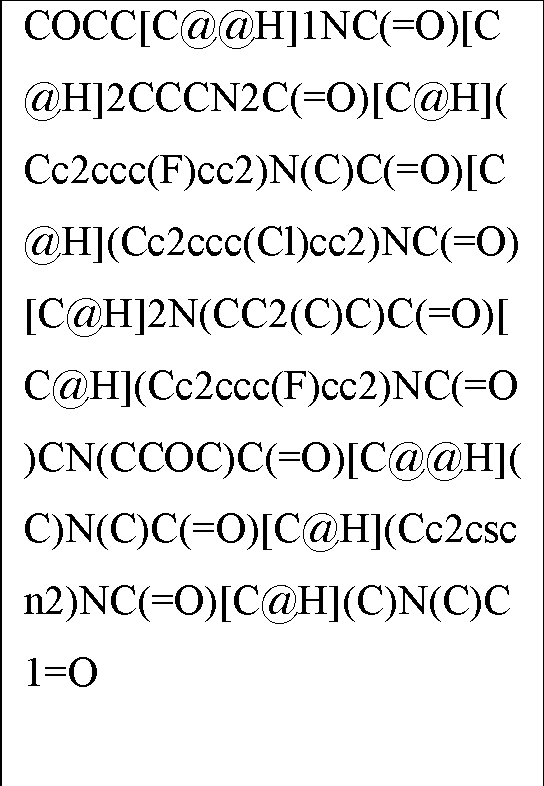 COCC[C@@H]1NC(=O)[C
@H]2CCCN2C(=O)[C@H](
Cc2ccc(F)cc2)N(C)C(=O)[C
@H](Cc2ccc(Cl)cc2)NC(=O)
[C@H]2N(CC2(C)C)C(=O)[
C@H](Cc2ccc(F)cc2)NC(=O
)CN(CCOC)C(=O)[C@@H](
C)N(C)C(=O)[C@H](Cc2csc
n2)NC(=O)[C@H](C)N(C)C
1=O